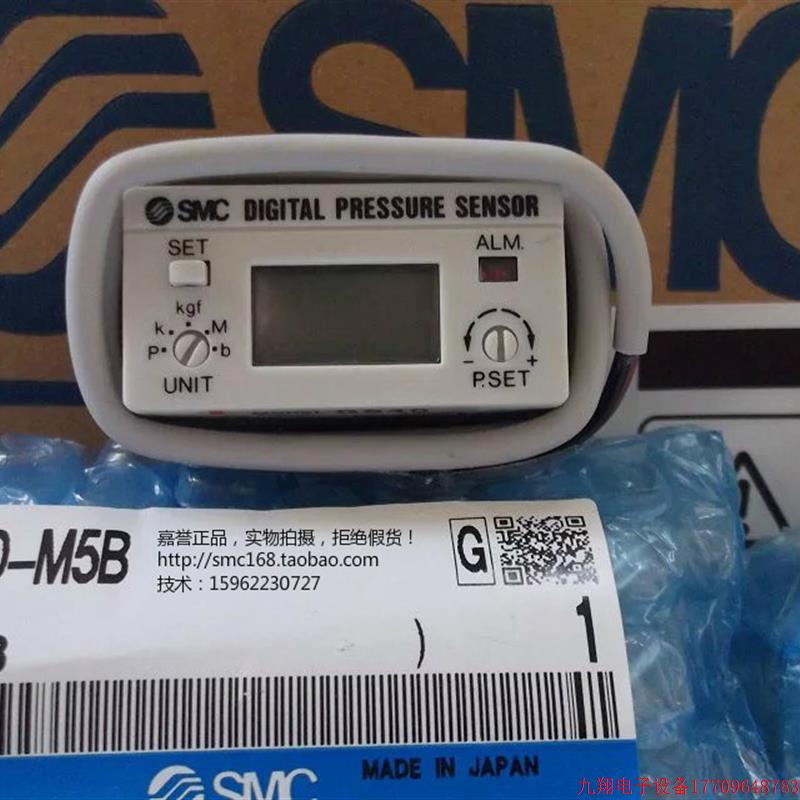 SMC
SMC DIGITAL PRESSURE SENSOR
SET
ALM.
kgf
k M
P b
- +
UNIT
P.SET
-M5B
嘉誉正品，实物拍摄，拒绝假货！
http://smc168.taobao.com
技术：15962230727
G
)
1
MADE IN JAPAN
SMC
九翔电子设备17709648783